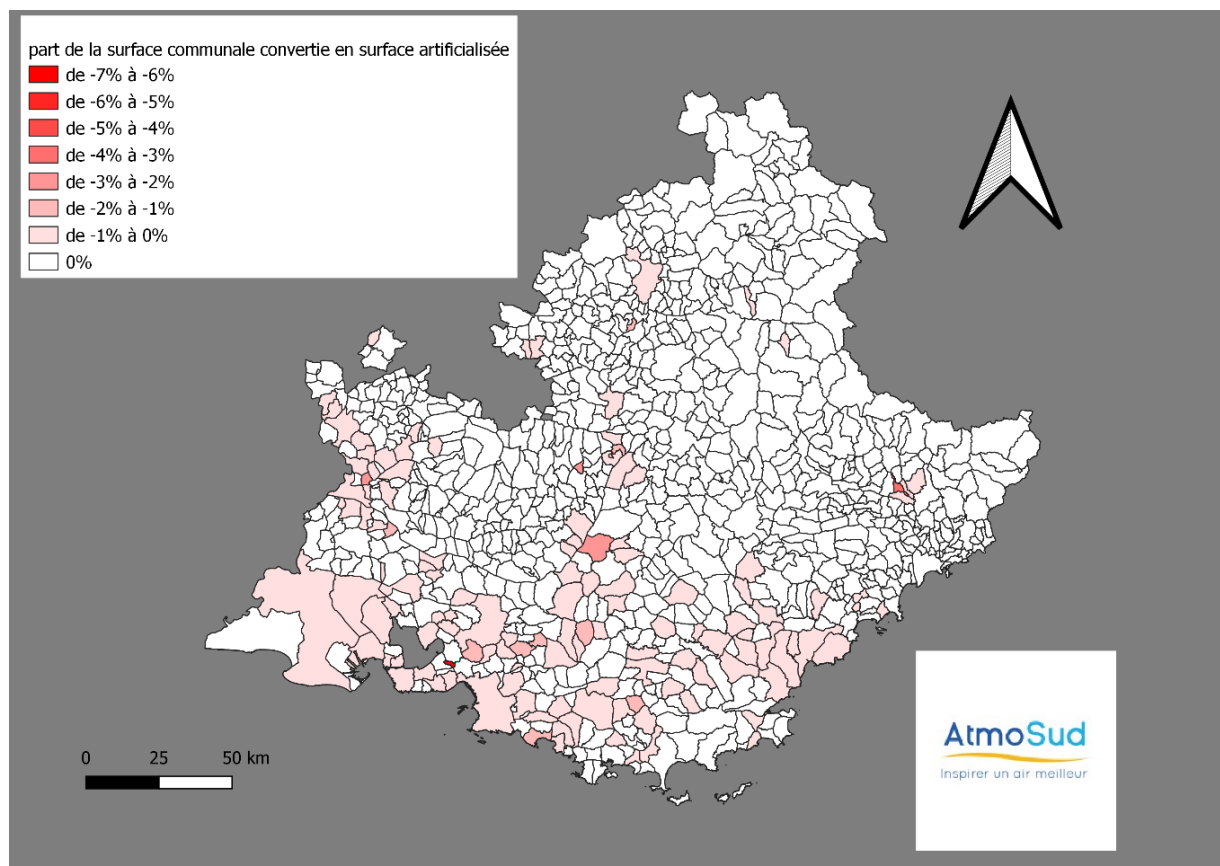 part de la surface communale convertie en surface artificialisée
de -7% à -6%
de -6% à -5%
de -5% à -4%
de -4% à -3%
de -3% à -2%
de -2% à -1%
de -1% à 0%
0%
0 25 50 km
AtmoSud
Inspirer un air meilleur